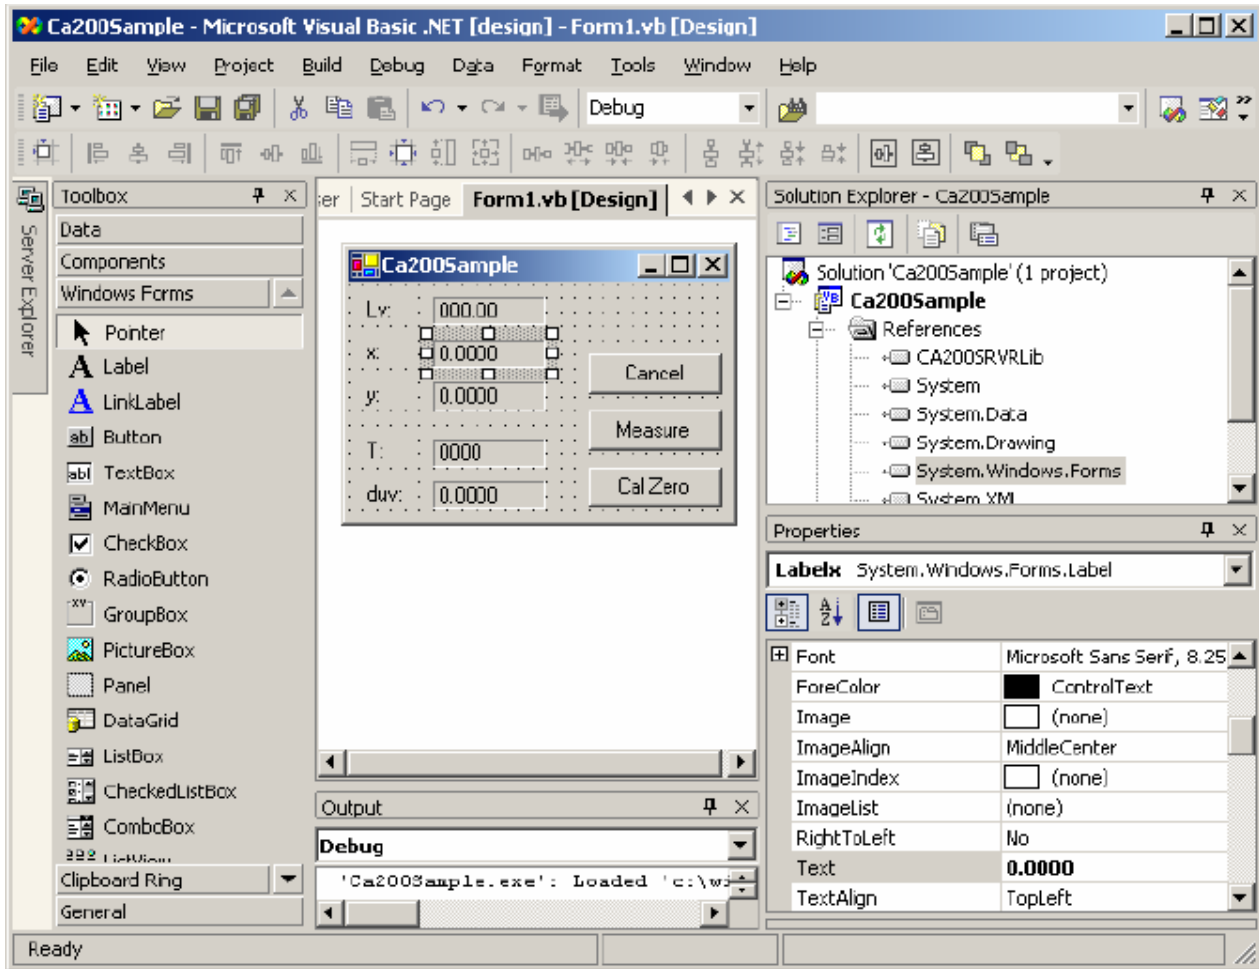 Ca200Sample - Microsoft Visual Basic .NET [design] - Form1.vb [Design]
File Edit View Project Build Debug Data Format Tools Window Help
Debug
Server Explorer
Toolbox
Data
Components
Windows Forms
Pointer
Label
LinkLabel
Button
TextBox
MainMenu
CheckBox
RadioButton
GroupBox
PictureBox
Panel
DataGrid
ListBox
CheckedListBox
ComboBox
ListView
Clipboard Ring
General
Start Page Form1.vb [Design]
Ca200Sample
Lv: 000.00
x: 0.0000
y: 0.0000
T: 0000
duv: 0.0000
Cancel
Measure
Cal Zero
Output
Debug
'Ca200Sample.exe': Loaded 'c:\wi
Solution Explorer - Ca200Sample
Solution 'Ca200Sample' (1 project)
Ca200Sample
References
CA200SRVRLib
System
System.Data
System.Drawing
System.Windows.Forms
System.XML
Properties
Labelx System.Windows.Forms.Label
Font Microsoft Sans Serif, 8.25
ForeColor ControlText
Image (none)
ImageAlign MiddleCenter
ImageIndex (none)
ImageList (none)
RightToLeft No
Text 0.0000
TextAlign TopLeft
Ready